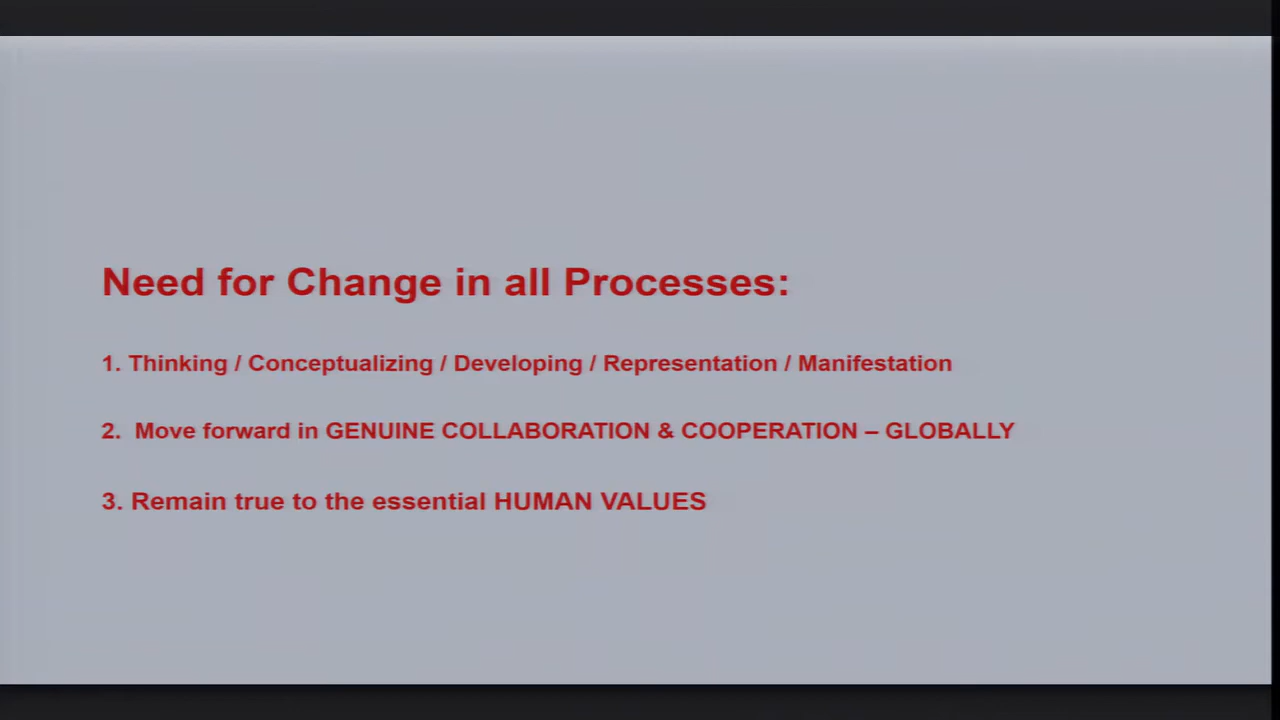 Need for Change in all Processes:
1. Thinking / Conceptualizing / Developing / Representation / Manifestation
2. Move forward in GENUINE COLLABORATION & COOPERATION – GLOBALLY
3. Remain true to the essential HUMAN VALUES